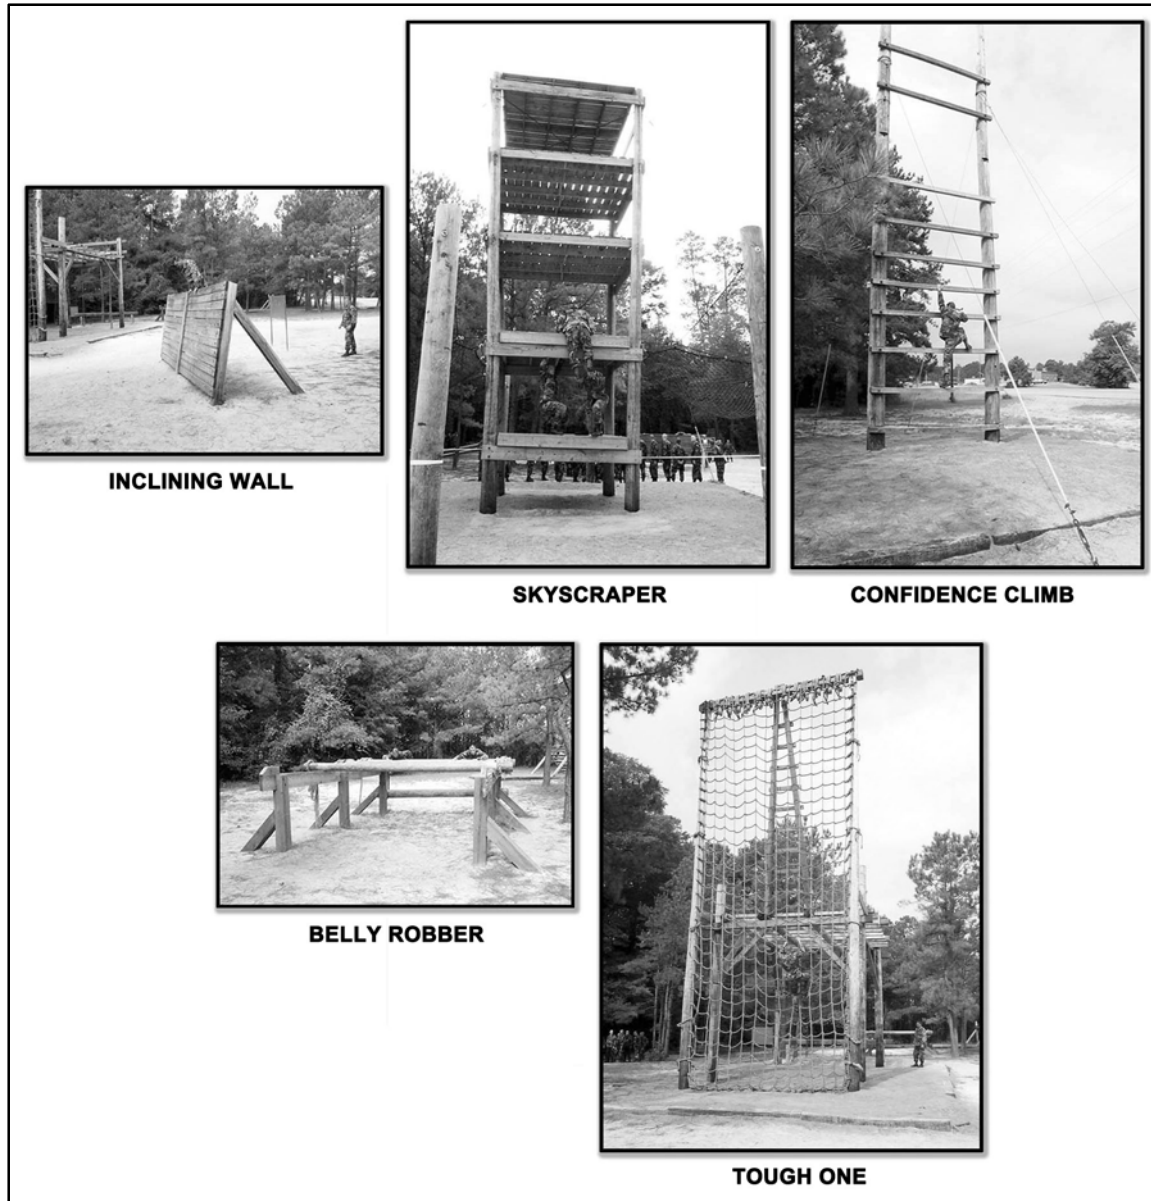 INCLINING WALL
SKYSCRAPER
CONFIDENCE CLIMB
BELLY ROBBER
TOUGH ONE